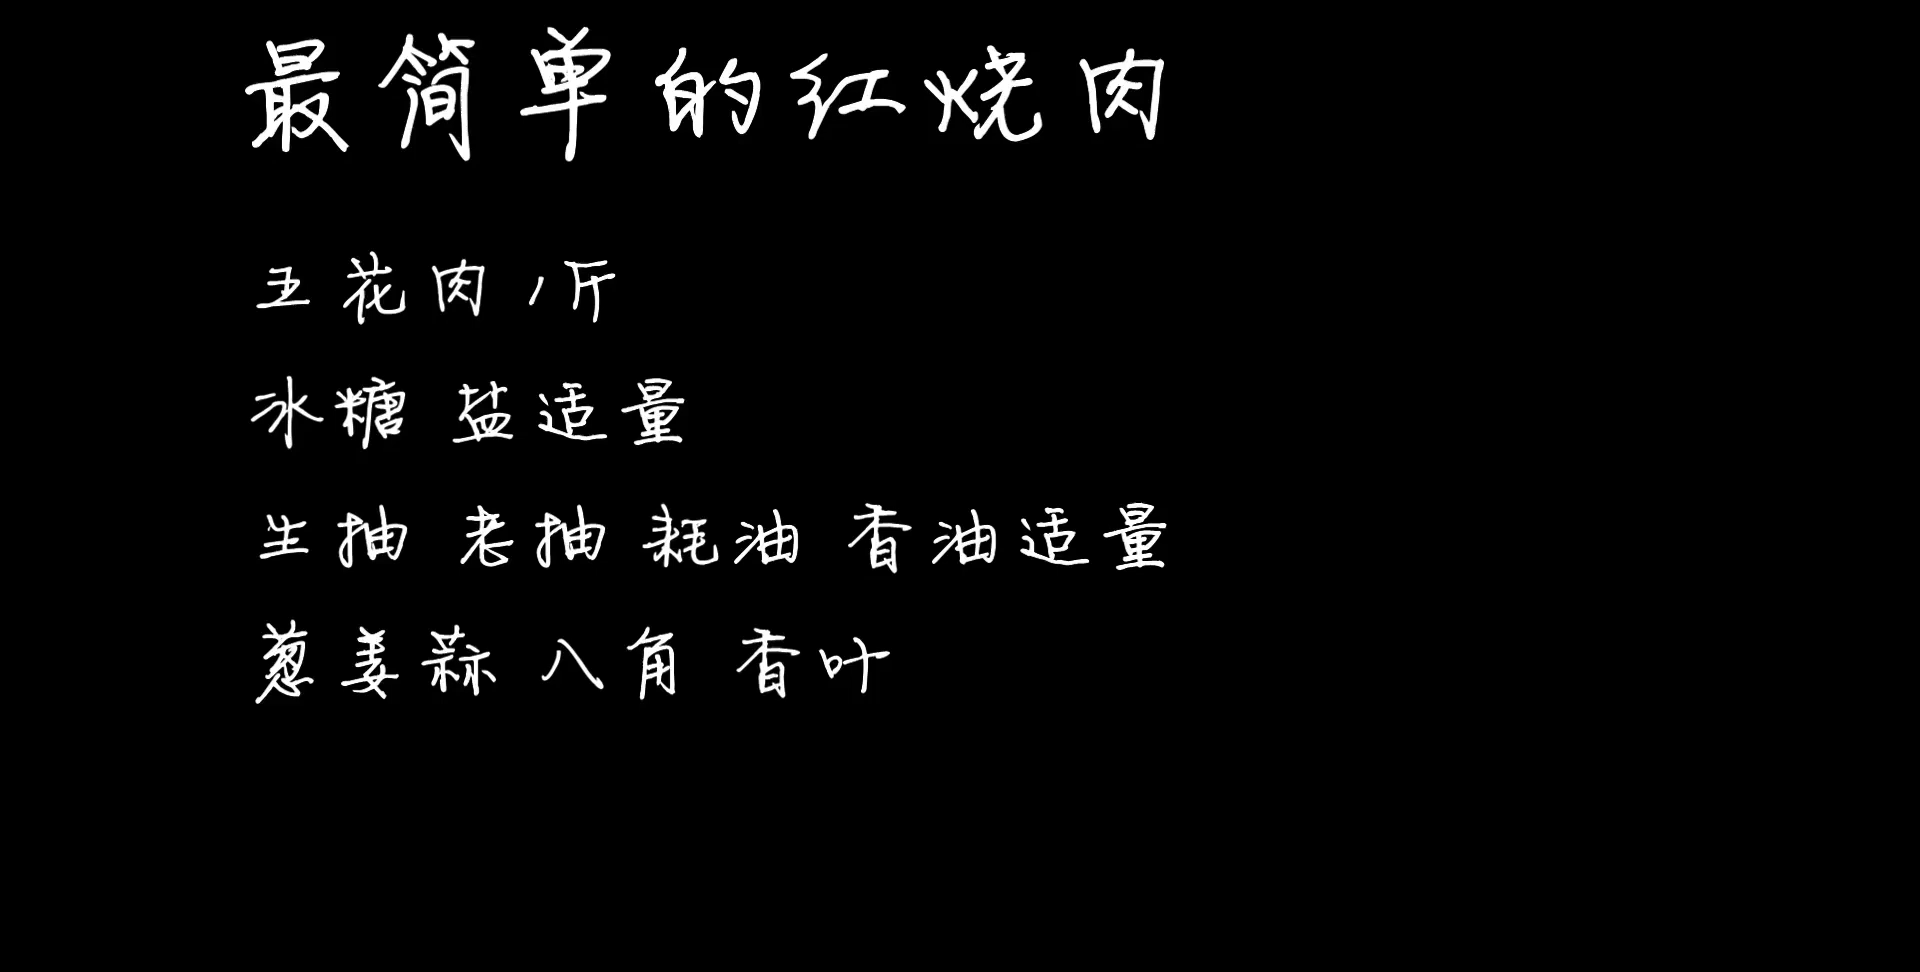 最简单的红烧肉
五花肉1斤
冰糖 盐适量
生抽 老抽 耗油 香油适量
葱姜蒜 八角 香叶